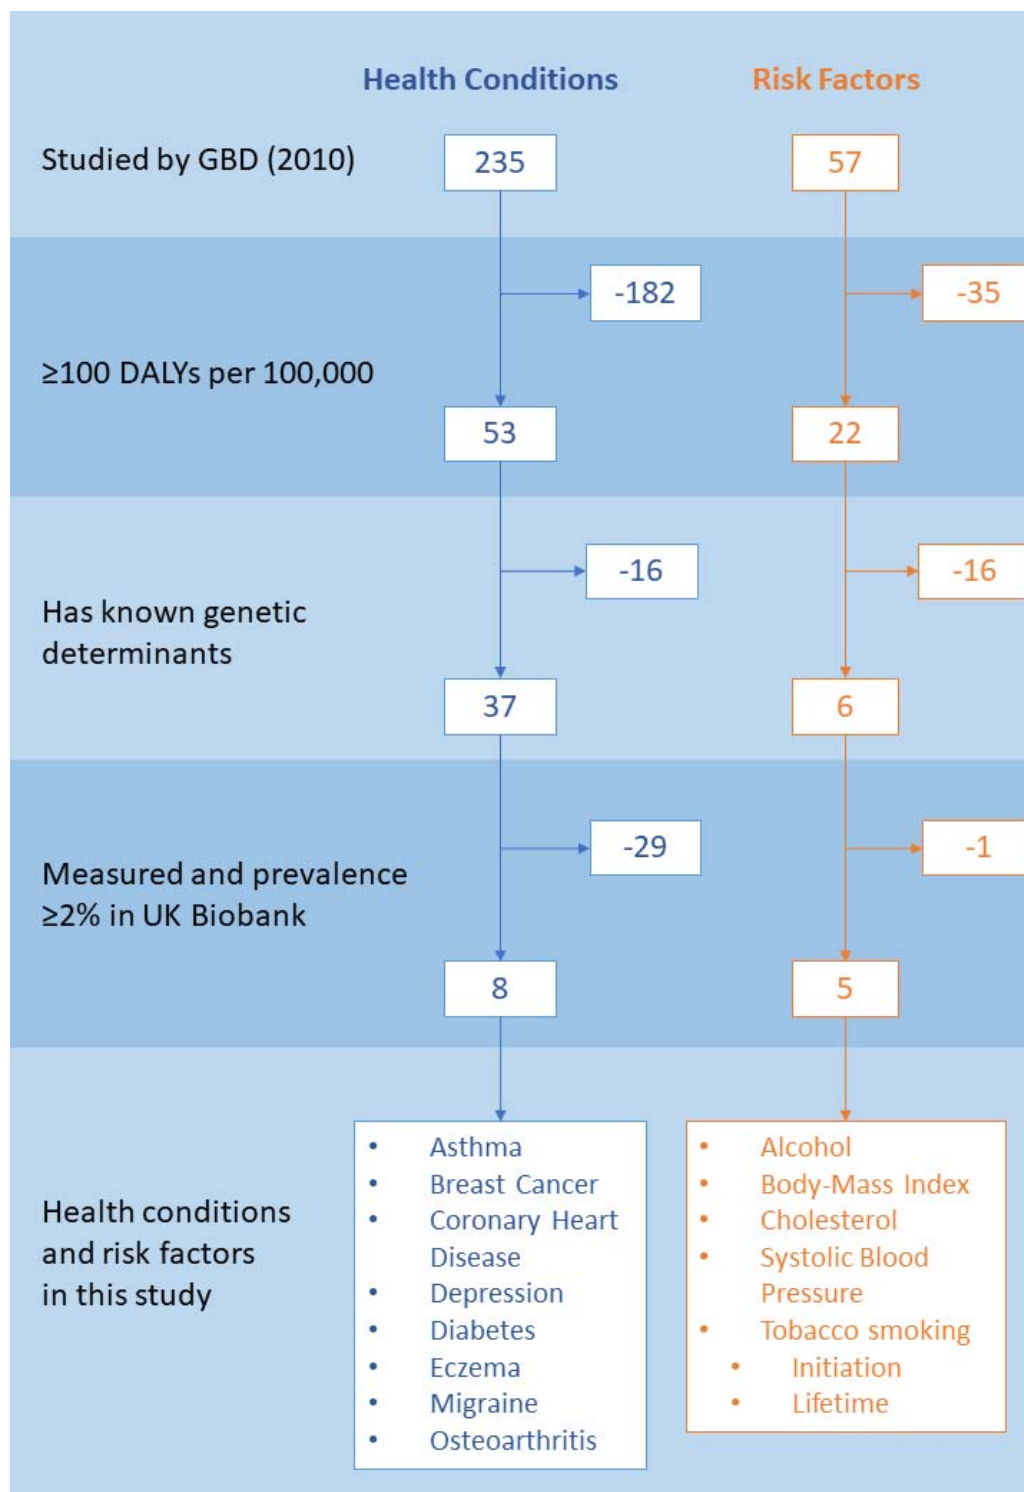 Health Conditions
Risk Factors
Studied by GBD (2010)
235
57
-182
-35
≥100 DALYs per 100,000
53
22
-16
-16
Has known genetic
determinants
37
6
-29
-1
Measured and prevalence
≥2% in UK Biobank
8
5
Health conditions
and risk factors
in this study
• Asthma
• Breast Cancer
• Coronary Heart
Disease
• Depression
• Diabetes
• Eczema
• Migraine
• Osteoarthritis
• Alcohol
• Body-Mass Index
• Cholesterol
• Systolic Blood
Pressure
• Tobacco smoking
• Initiation
• Lifetime